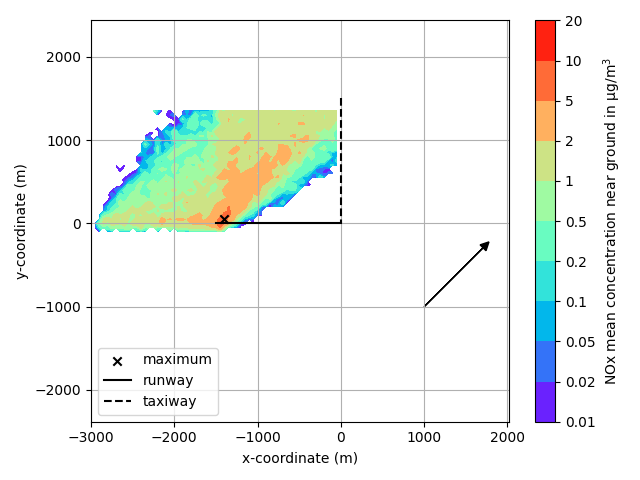 2000
1000
0
−1000
−2000
y-coordinate (m)
−3000 −2000 −1000 0 1000 2000
x-coordinate (m)
maximum
runway
taxiway
20
10
5
2
1
0.5
0.2
0.1
0.05
0.02
0.01
NOx mean concentration near ground in µg/m³